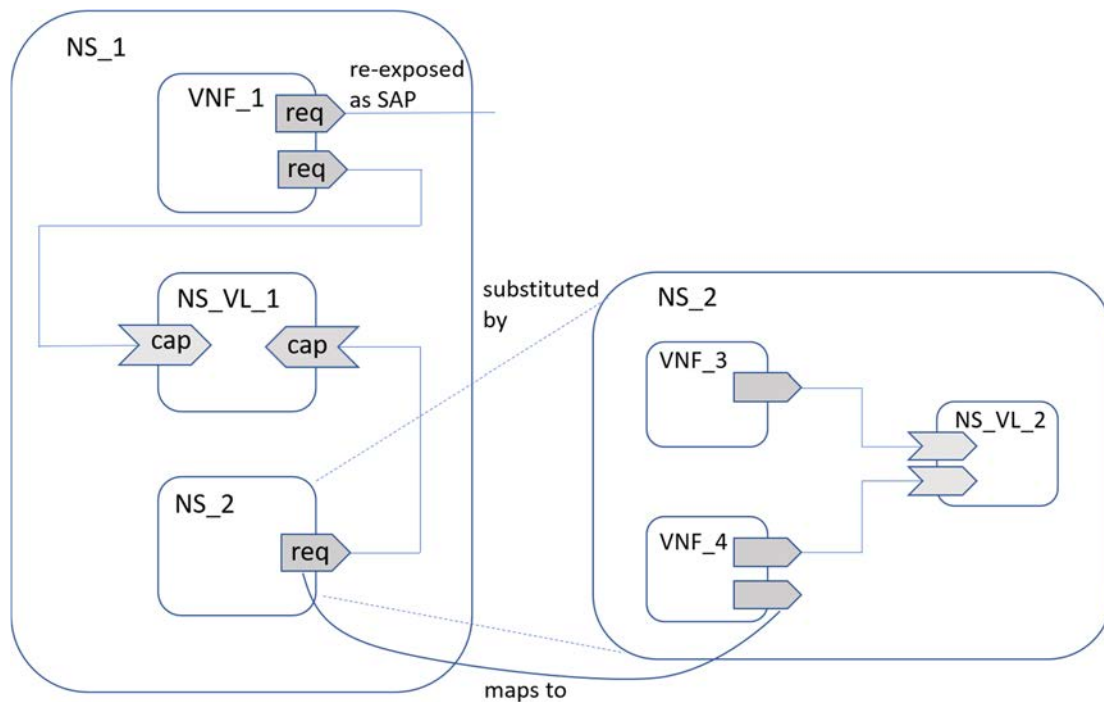 NS_1
VNF_1
re-exposed
as SAP
req
req
NS_VL_1
cap
cap
NS_2
req
substituted
by
NS_2
VNF_3
NS_VL_2
VNF_4
maps to